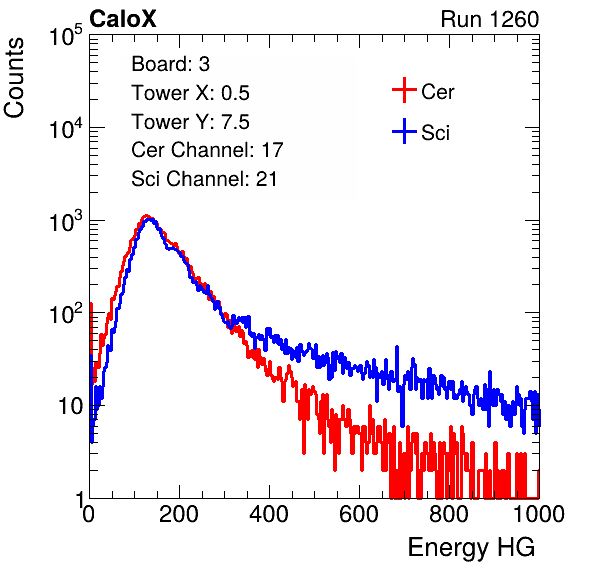 CaloX Run 1260
Counts
10^5
10^4
10^3
10^2
10
1
Board: 3
Tower X: 0.5
Tower Y: 7.5
Cer Channel: 17
Sci Channel: 21
Cer
Sci
0 200 400 600 800 1000
Energy HG